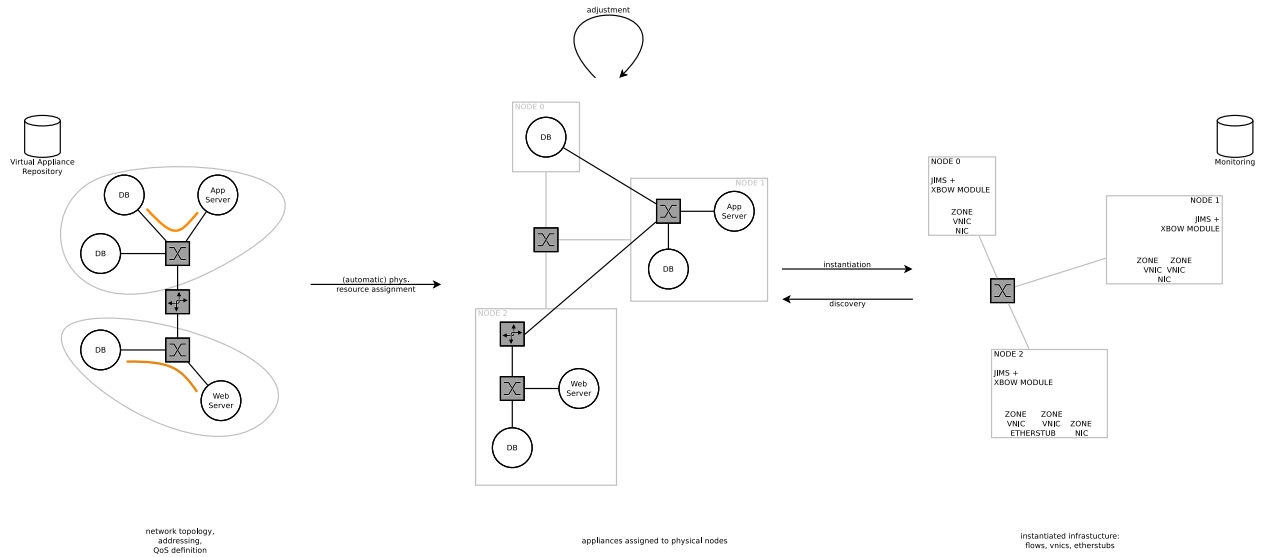 adjustment
Virtual Appliance
Repository
DB
App
Server
DB
DB
Web
Server
(automatic) phys.
resource assignment
NODE 0
DB
NODE 1
App
Server
DB
NODE 2
Web
Server
DB
instantiation
discovery
Monitoring
NODE 0
JIMS +
XBOW MODULE
ZONE
VNIC
NIC
NODE 1
JIMS +
XBOW MODULE
ZONE ZONE
VNIC VNIC
NIC
NODE 2
JIMS +
XBOW MODULE
ZONE ZONE
VNIC VNIC ZONE
ETHERSTUB NIC
network topology,
addressing,
QoS definition
appliances assigned to physical nodes
instantiated infrastucture:
flows, vnics, etherstubs